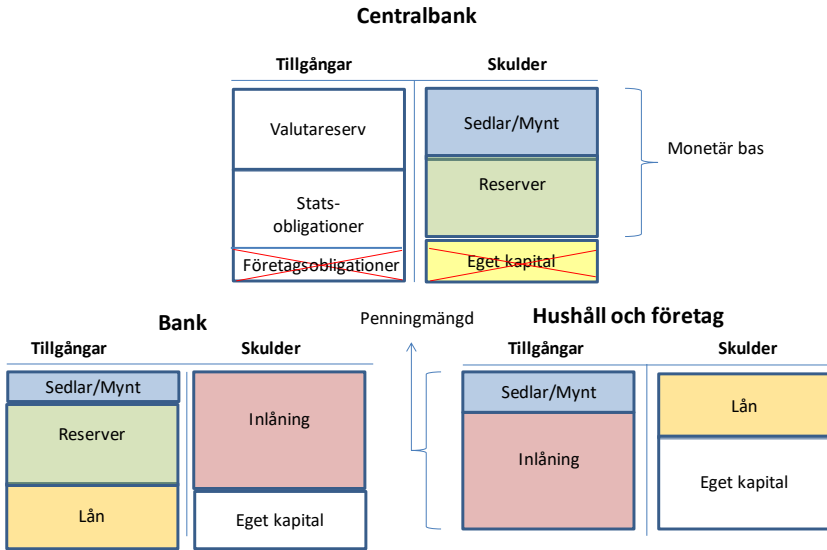 Centralbank
Tillgångar
Skulder
Valutareserv
Stats-
obligationer
Företagsobligationer
Sedlar/Mynt
Reserver
Eget kapital
Monetär bas
Bank
Tillgångar
Skulder
Sedlar/Mynt
Reserver
Lån
Inlåning
Eget kapital
Penningmängd
Hushåll och företag
Tillgångar
Skulder
Sedlar/Mynt
Inlåning
Lån
Eget kapital